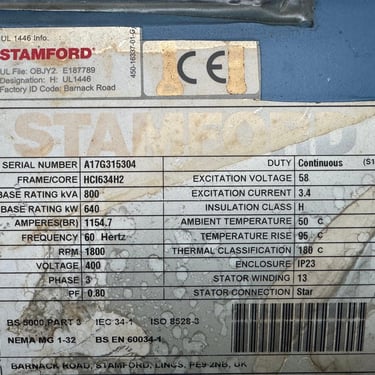 UL 1446 Info.
STAMFORD
UL File: OBJY2. E187789
Designation: H: UL1446
Factory ID Code: Barnack Road
450-16337-01-G
CE
STAMFORD
SERIAL NUMBER A17G315304 DUTY Continuous (S1
FRAME/CORE HCI634H2 EXCITATION VOLTAGE 58
BASE RATING kVA 800 EXCITATION CURRENT 3.4
BASE RATING kW 640 INSULATION CLASS H
AMPERES(BR) 1154.7 AMBIENT TEMPERATURE 50 C
FREQUENCY 60 Hertz TEMPERATURE RISE 95 C
RPM 1800 THERMAL CLASSIFICATION 180 C
VOLTAGE 400 ENCLOSURE IP23
PHASE 3 STATOR WINDING 13
PF 0.80 STATOR CONNECTION Star
BS 5000 PART 3 IEC 34-1 ISO 8528-3
NEMA MG 1-32 BS EN 60034-1
BARNACK ROAD, STAMFORD, LINCS, PE9-2NB, UK